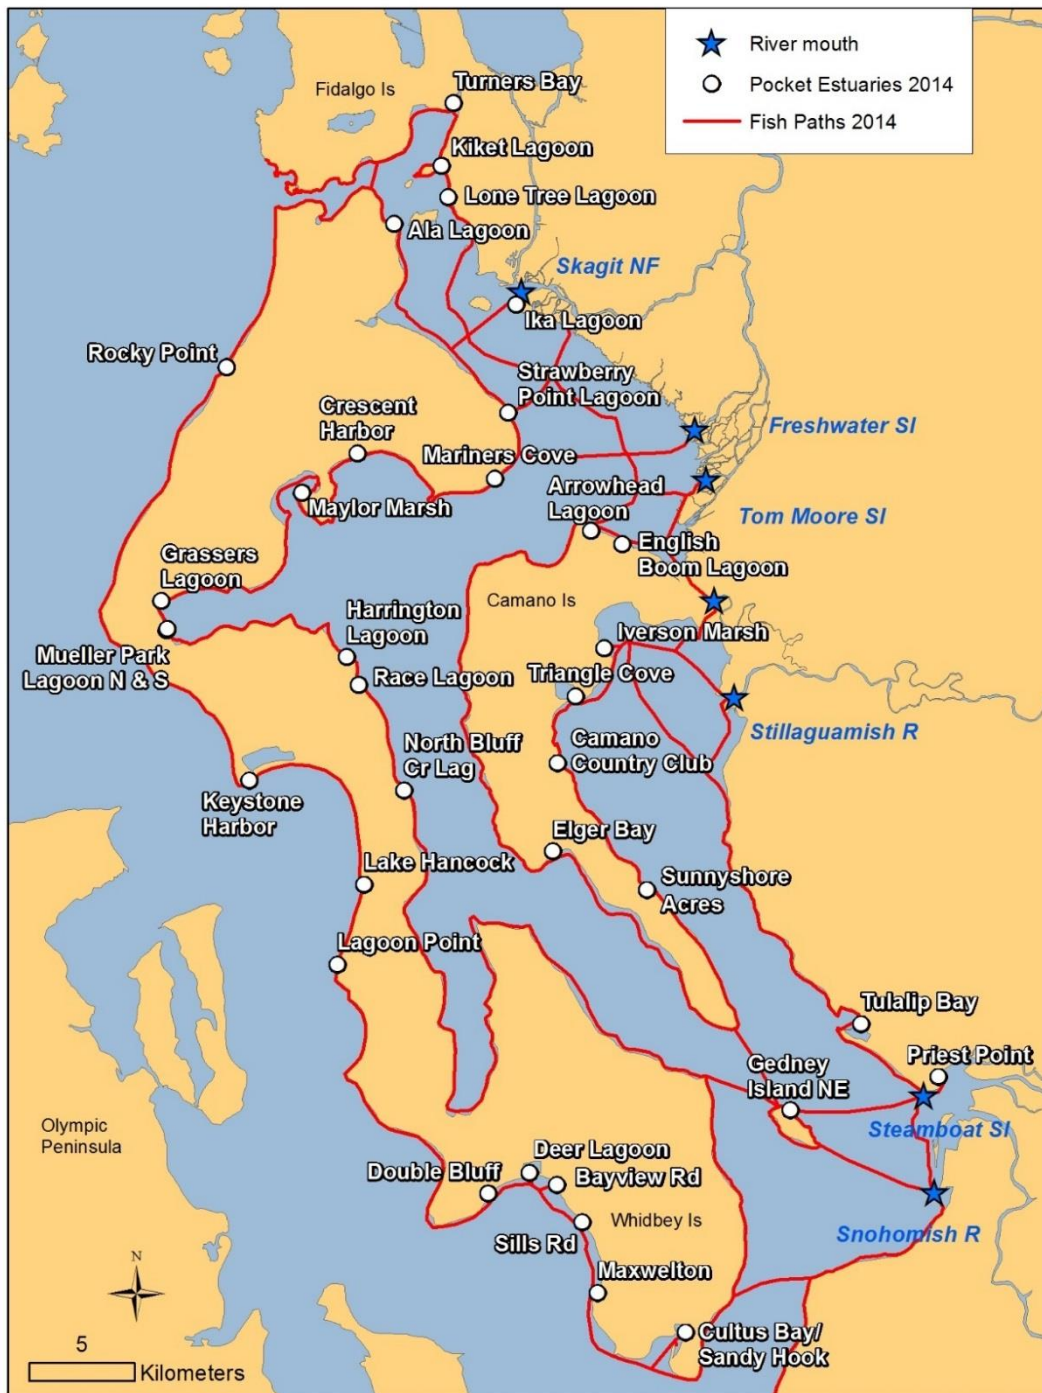 River mouth
Pocket Estuaries 2014
Fish Paths 2014
Turners Bay
Fidalgo Is
Kiket Lagoon
Lone Tree Lagoon
Ala Lagoon
Skagit NF
Ika Lagoon
Rocky Point
Strawberry
Point Lagoon
Crescent
Harbor
Freshwater Sl
Mariners Cove
Arrowhead
Lagoon
Maylor Marsh
Tom Moore Sl
English
Boom Lagoon
Grassers
Lagoon
Camano Is
Harrington
Lagoon
Iverson Marsh
Mueller Park
Lagoon N & S
Triangle Cove
Race Lagoon
Stillaguamish R
North Bluff
Cr Lag
Camano
Country Club
Keystone
Harbor
Elger Bay
Lake Hancock
Sunnyshore
Acres
Lagoon Point
Tulalip Bay
Priest Point
Gedney
Island NE
Olympic
Peninsula
Steamboat Sl
Deer Lagoon
Double Bluff
Bayview Rd
Whidbey Is
Sills Rd
Snohomish R
Maxwelton
N
Cultus Bay/
Sandy Hook
5
Kilometers